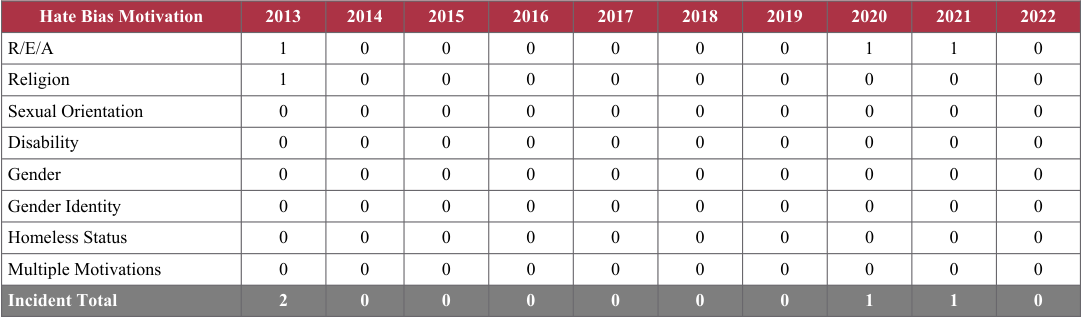 Hate Bias Motivation 2013 2014 2015 2016 2017 2018 2019 2020 2021 2022
R/E/A 1 0 0 0 0 0 0 1 1 0
Religion 1 0 0 0 0 0 0 0 0 0
Sexual Orientation 0 0 0 0 0 0 0 0 0 0
Disability 0 0 0 0 0 0 0 0 0 0
Gender 0 0 0 0 0 0 0 0 0 0
Gender Identity 0 0 0 0 0 0 0 0 0 0
Homeless Status 0 0 0 0 0 0 0 0 0 0
Multiple Motivations 0 0 0 0 0 0 0 0 0 0
Incident Total 2 0 0 0 0 0 0 1 1 0